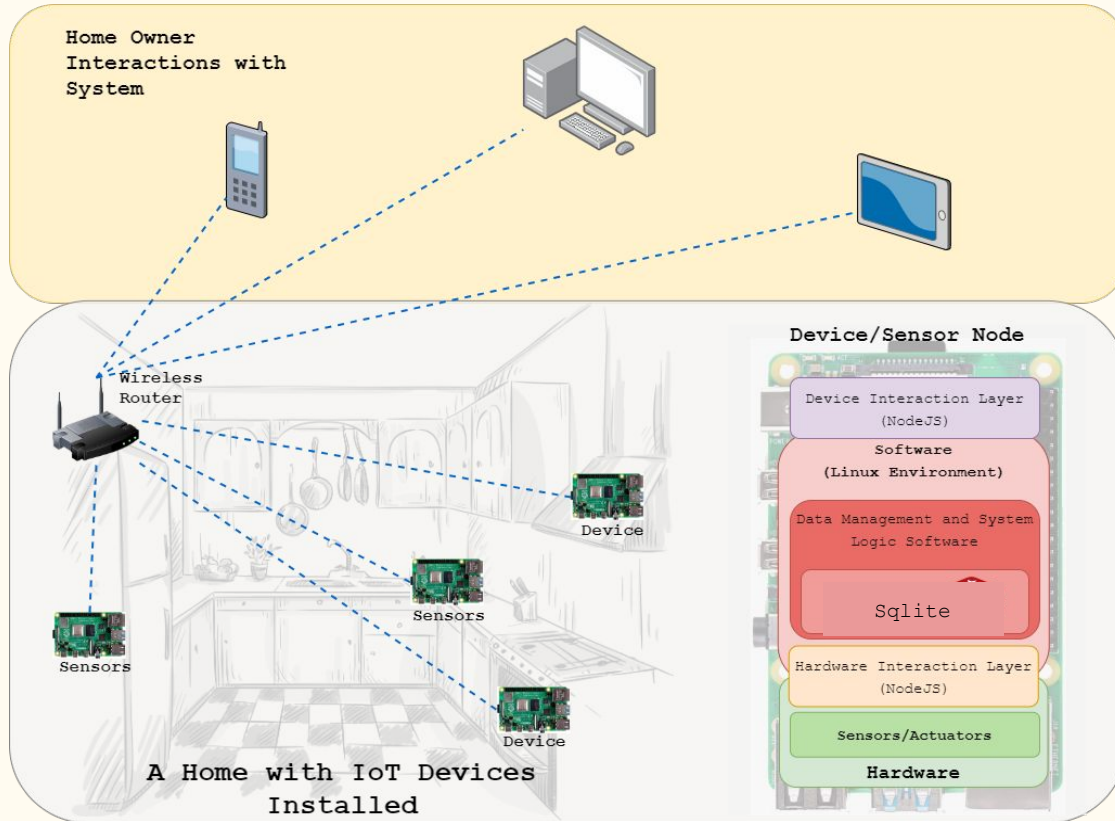 Home Owner
Interactions with
System
Wireless
Router
Device
Sensors
Sensors
Device
A Home with IoT Devices
Installed
Device/Sensor Node
Device Interaction Layer
(NodeJS)
Software
(Linux Environment)
Data Management and System
Logic Software
Sqlite
Hardware Interaction Layer
(NodeJS)
Sensors/Actuators
Hardware